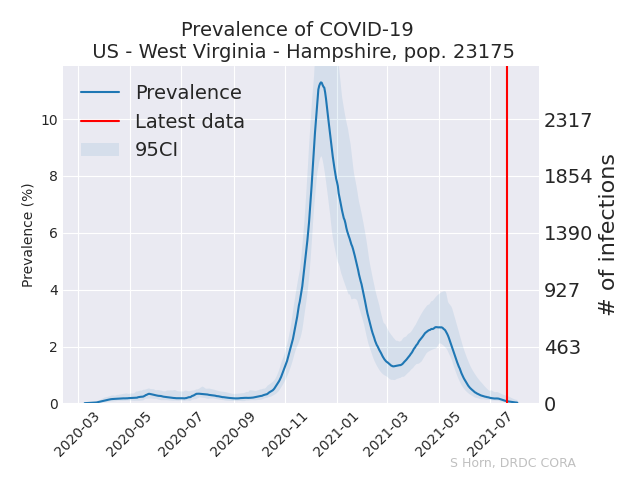 Prevalence of COVID-19
US - West Virginia - Hampshire, pop. 23175
Prevalence
Latest data
95CI
Prevalence (%)
10
8
6
4
2
0
2317
1854
1390
927
463
0
# of infections
2020-03
2020-05
2020-07
2020-09
2020-11
2021-01
2021-03
2021-05
2021-07
S Horn, DRDC CORA